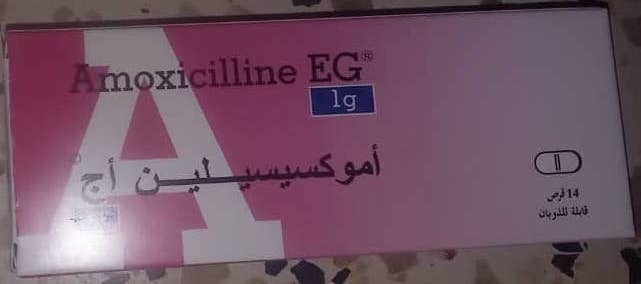 Amoxicilline EG®
1g
أموكسيسيلين أج®
14 قرص
قابلة للذوبان